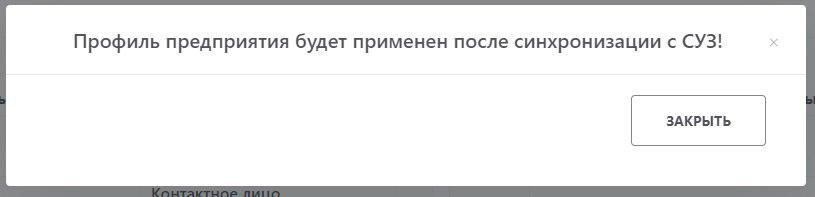 Профиль предприятия будет применен после синхронизации с СУЗ!
×
ЗАКРЫТЬ
Контактное лицо